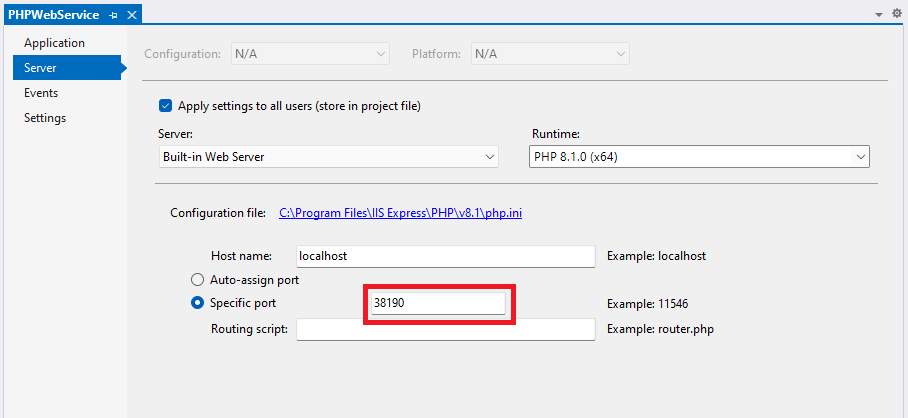 PHPWebService
Application
Server
Events
Settings
Configuration: N/A Platform: N/A
Apply settings to all users (store in project file)
Server: Runtime:
Built-in Web Server PHP 8.1.0 (x64)
Configuration file: C:\Program Files\IIS Express\PHP\v8.1\php.ini
Host name: localhost Example: localhost
Auto-assign port
Specific port 38190 Example: 11546
Routing script: Example: router.php